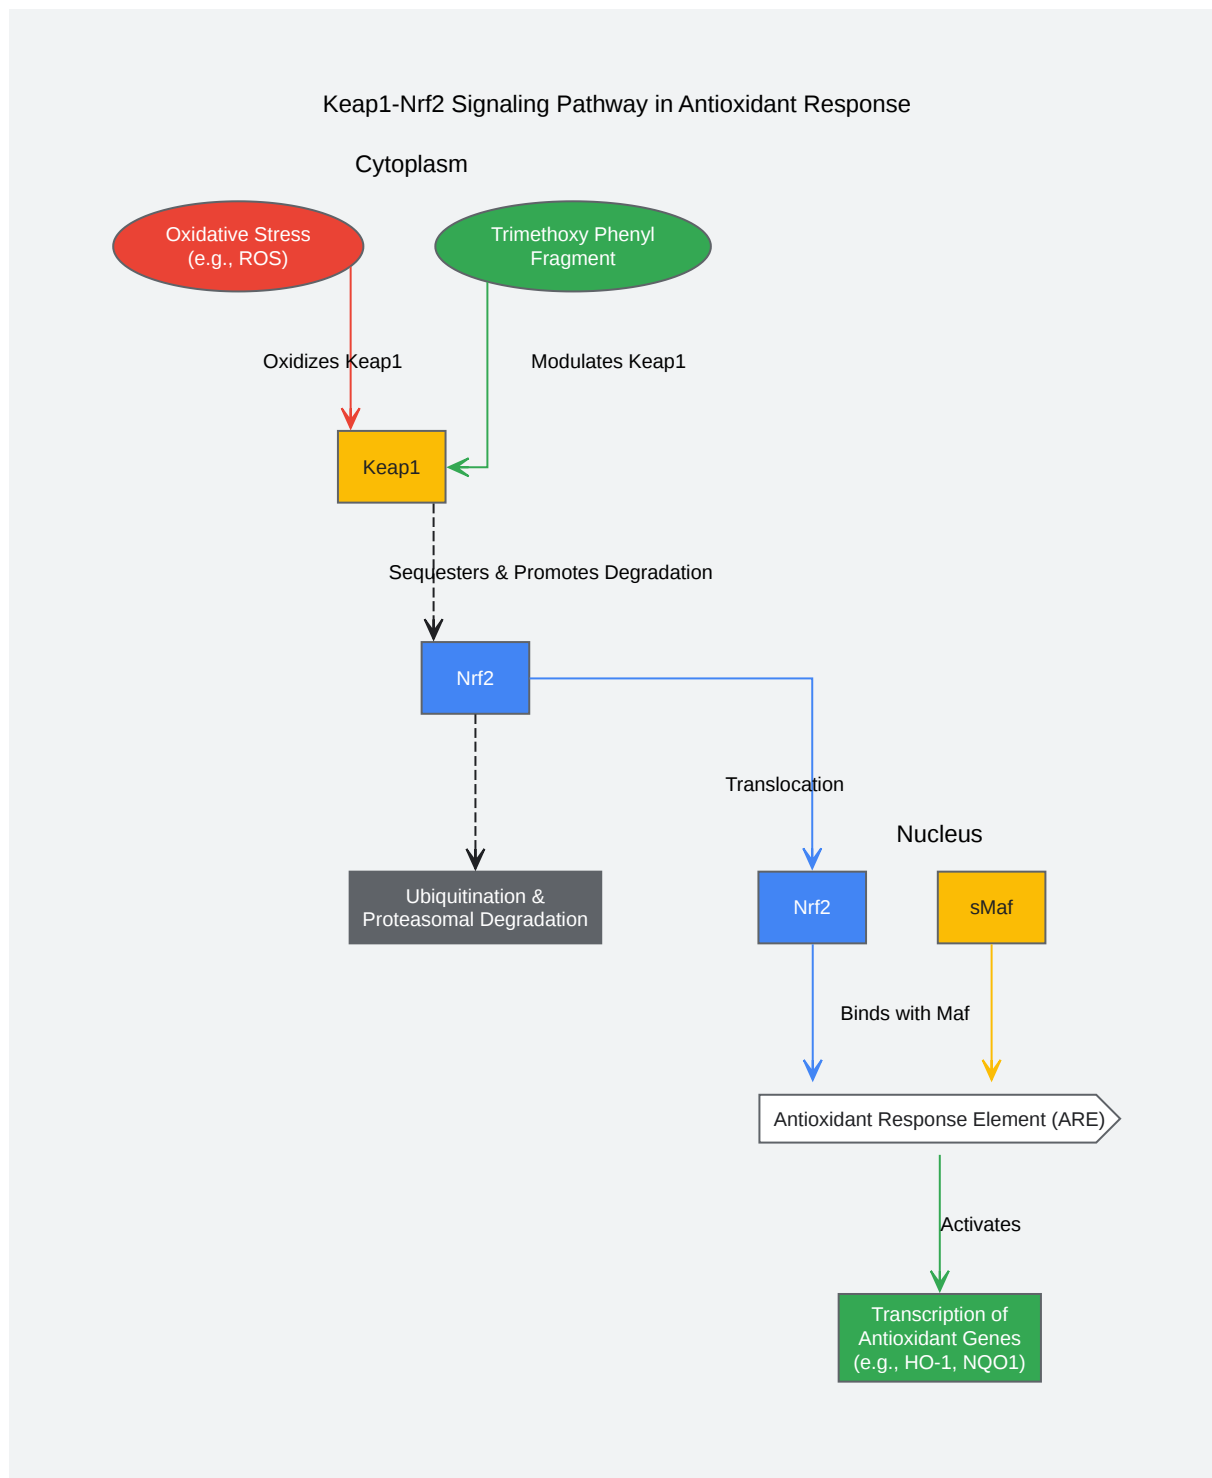 Keap1-Nrf2 Signaling Pathway in Antioxidant Response
Cytoplasm
Oxidative Stress
(e.g., ROS)
Trimethoxy Phenyl
Fragment
Oxidizes Keap1
Modulates Keap1
Keap1
Sequesters & Promotes Degradation
Nrf2
Translocation
Nucleus
Ubiquitination &
Proteasomal Degradation
Nrf2
sMaf
Binds with Maf
Antioxidant Response Element (ARE)
Activates
Transcription of
Antioxidant Genes
(e.g., HO-1, NQO1)